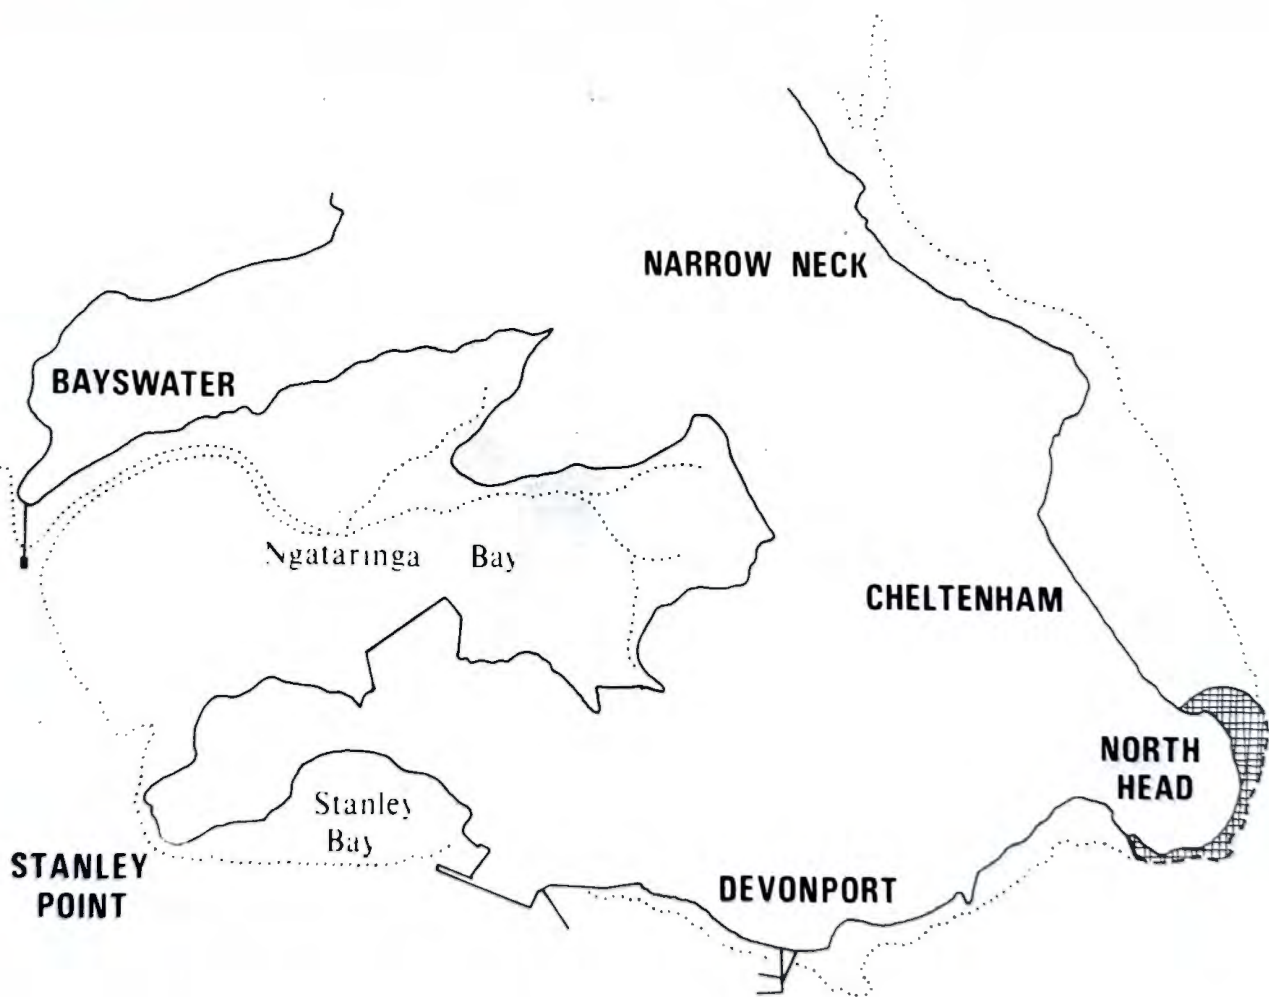 NARROW NECK
BAYSWATER
Ngataringa Bay
CHELTENHAM
NORTH
HEAD
Stanley
Bay
STANLEY
POINT
DEVONPORT